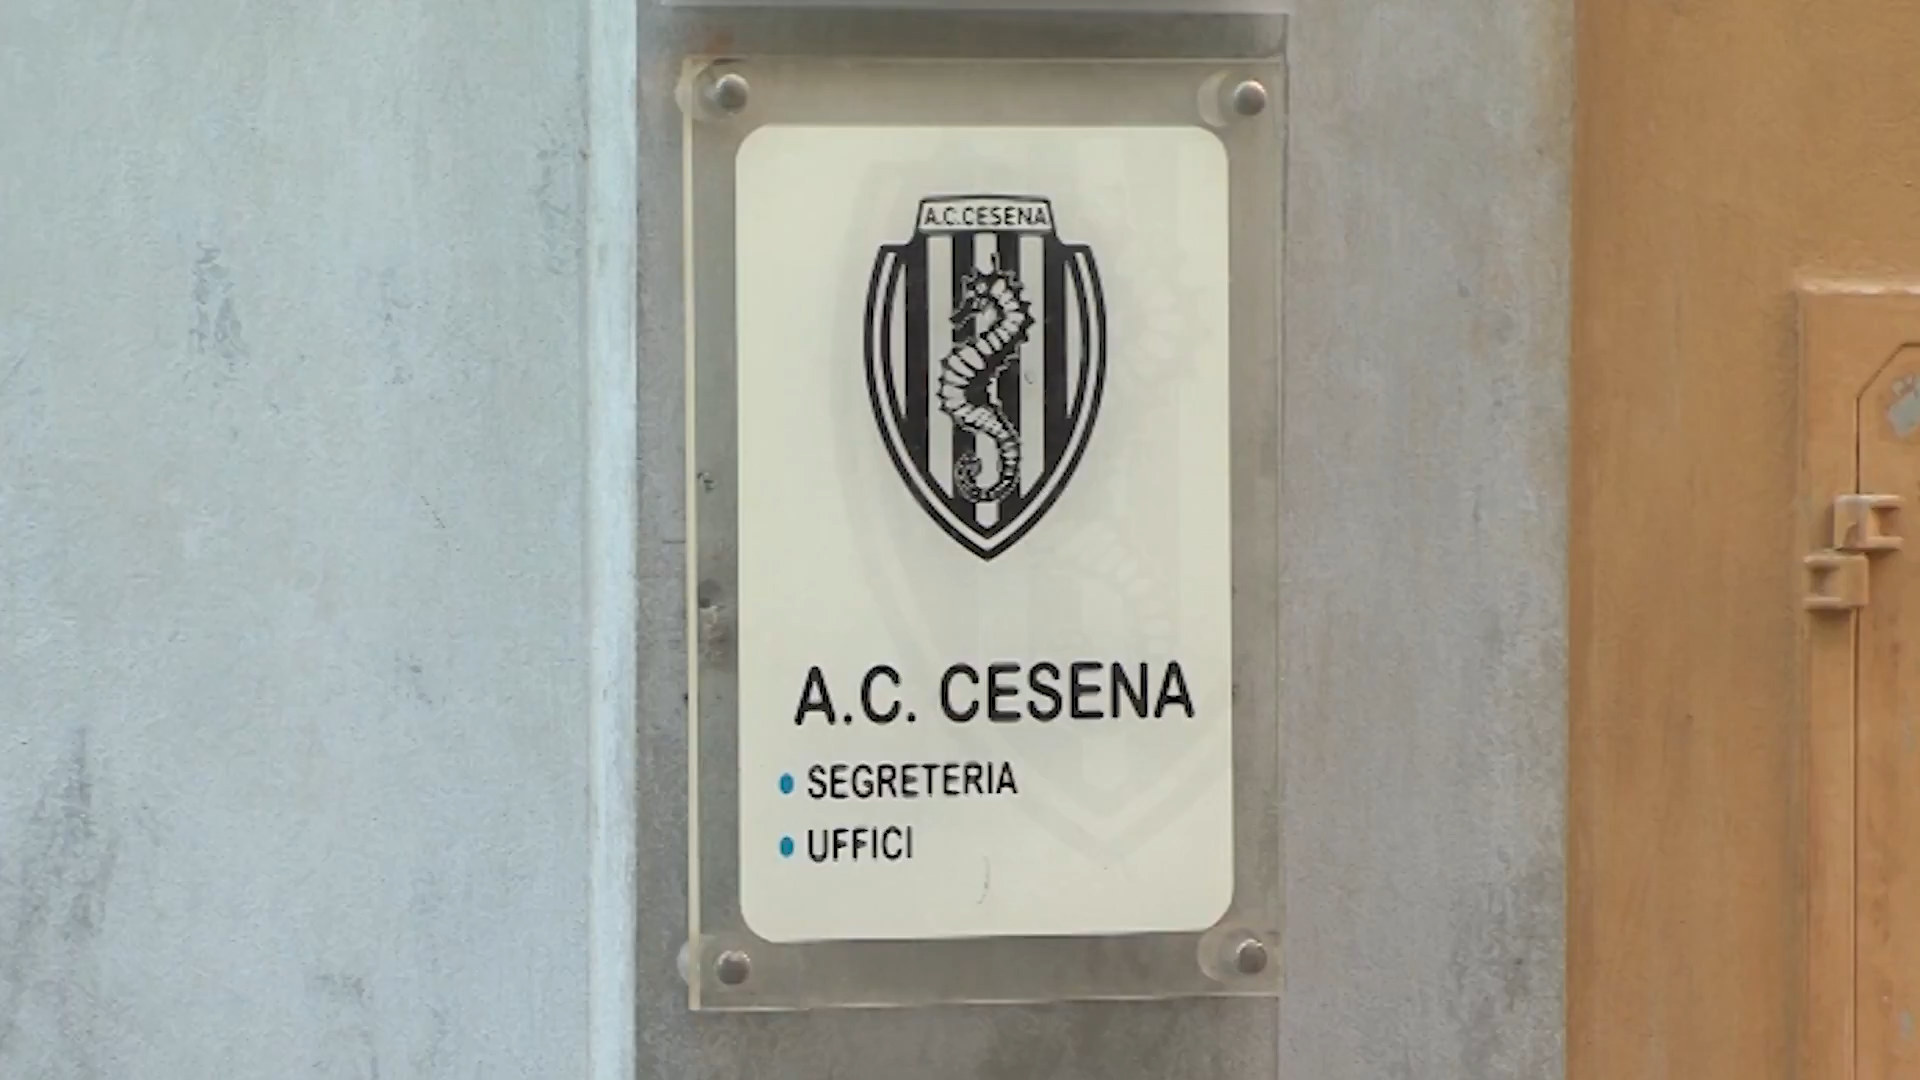 A.C.CESENA
A.C. CESENA
• SEGRETERIA
• UFFICI